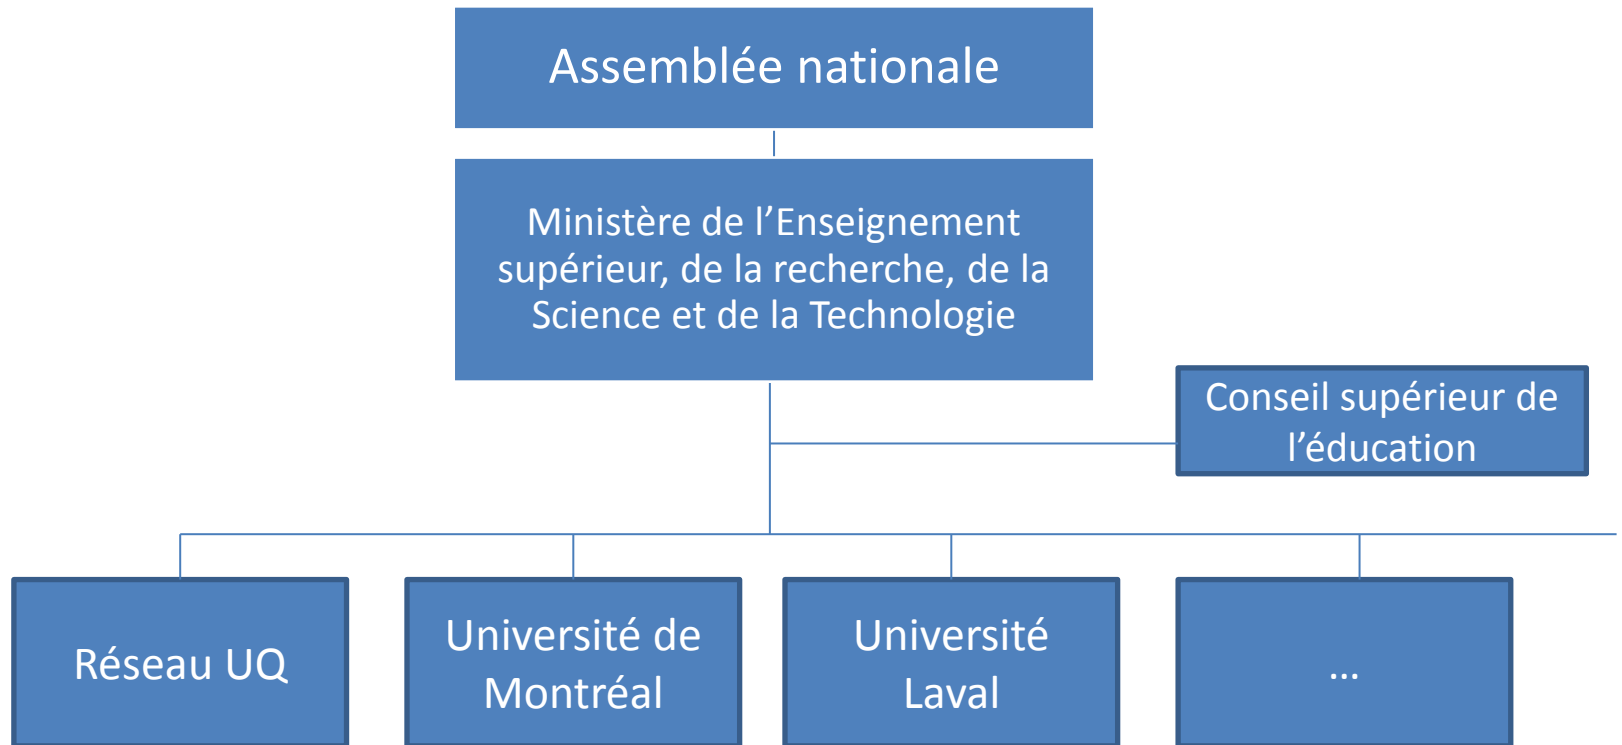 Assemblée nationale
Ministère de l’Enseignement
supérieur, de la recherche, de la
Science et de la Technologie
Conseil supérieur de
l’éducation
Réseau UQ
Université de
Montréal
Université
Laval
...